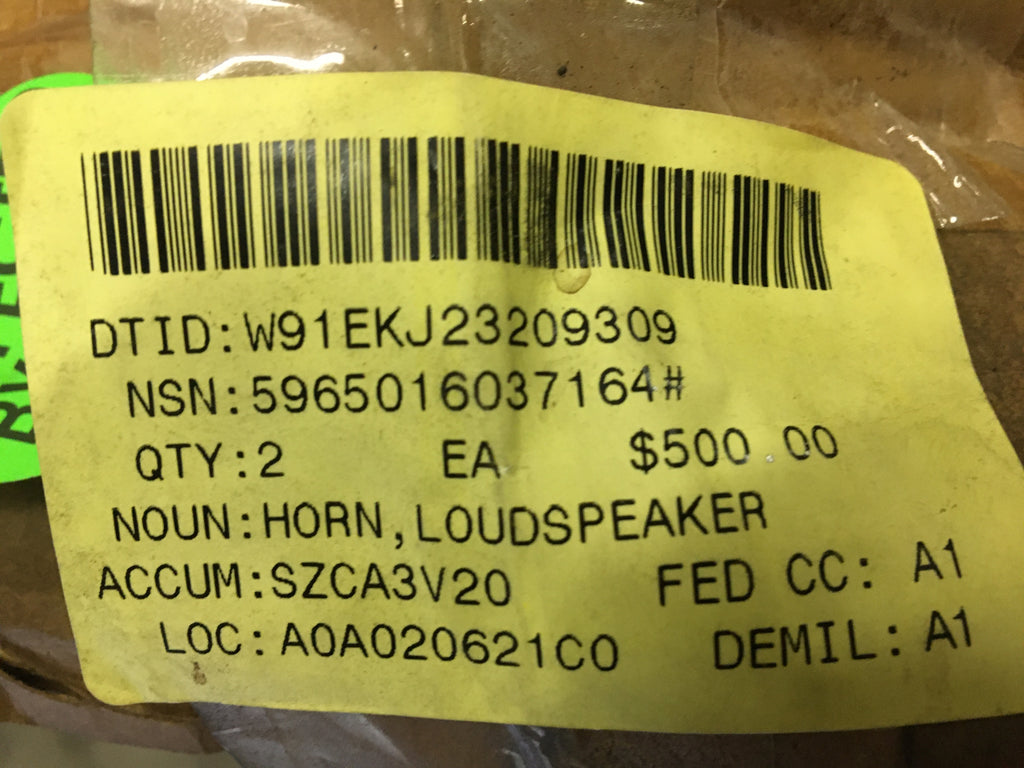 DTID:W91EKJ23209309
NSN:5965016037164#
QTY:2 EA $500.00
NOUN:HORN,LOUDSPEAKER
ACCUM:SZCA3V20 FED CC: A1
LOC:A0A020621C0 DEMIL: A1